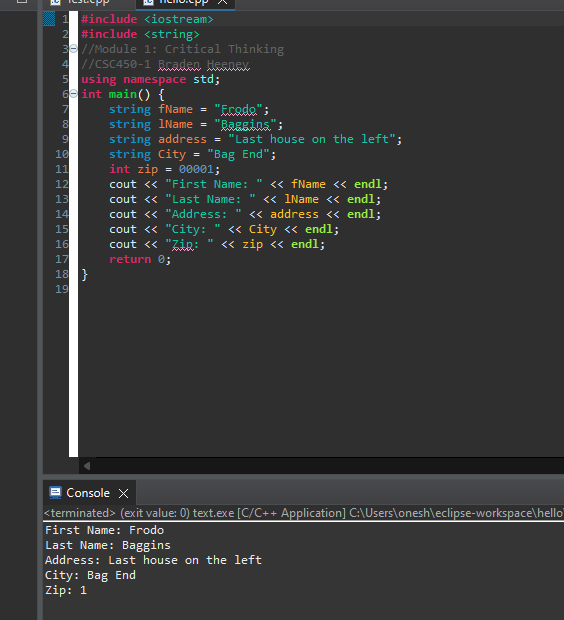 hello.cpp
1 #include <iostream>
2 #include <string>
3 //Module 1: Critical Thinking
4 //CSC450-1 Braden Heeney
5 using namespace std;
6 int main() {
7 string fName = "Frodo";
8 string lName = "Baggins";
9 string address = "Last house on the left";
10 string City = "Bag End";
11 int zip = 00001;
12 cout << "First Name: " << fName << endl;
13 cout << "Last Name: " << lName << endl;
14 cout << "Address: " << address << endl;
15 cout << "City: " << City << endl;
16 cout << "Zip: " << zip << endl;
17 return 0;
18 }
19
Console
<terminated> (exit value: 0) text.exe [C/C++ Application] C:\Users\onesh\eclipse-workspace\hello
First Name: Frodo
Last Name: Baggins
Address: Last house on the left
City: Bag End
Zip: 1